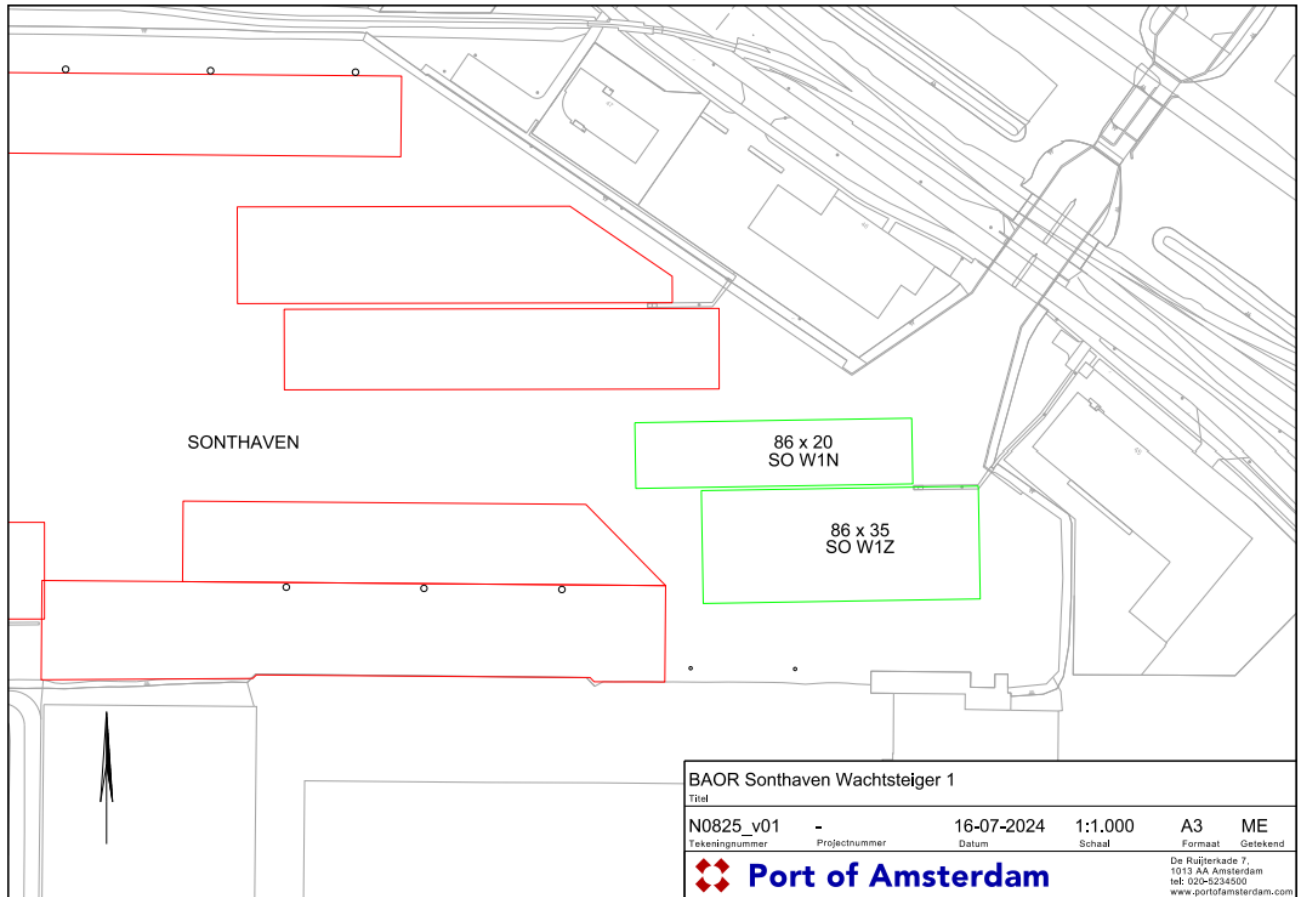 SONTHAVEN
86 x 20
SO W1N
86 x 35
SO W1Z
BAOR Sonthaven Wachtsteiger 1
Titel
N0825_v01 - 16-07-2024 1:1.000 A3 ME
Tekeningnummer Projectnummer Datum Schaal Formaat Getekend
Port of Amsterdam
De Ruijterkade 7,
1013 AA Amsterdam
tel: 020-5234500
www.portofamsterdam.com